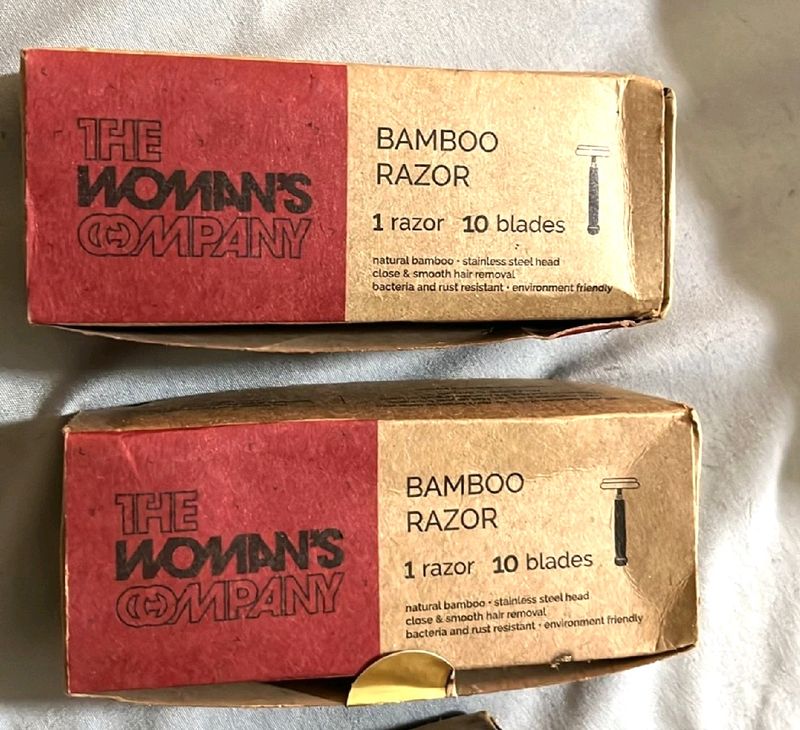 THE
WOMAN'S
COMPANY
BAMBOO
RAZOR
1 razor 10 blades
natural bamboo • stainless steel head
close & smooth hair removal
bacteria and rust resistant • environment friendly
THE
WOMAN'S
COMPANY
BAMBOO
RAZOR
1 razor 10 blades
natural bamboo • stainless steel head
close & smooth hair removal
bacteria and rust resistant • environment friendly